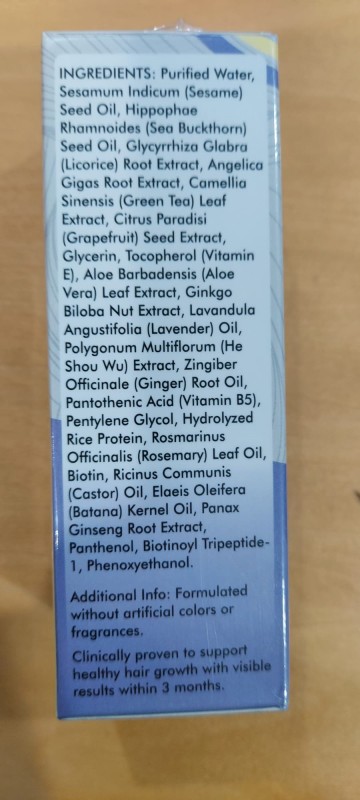 INGREDIENTS: Purified Water,
Sesamum Indicum (Sesame)
Seed Oil, Hippophae
Rhamnoides (Sea Buckthorn)
Seed Oil, Glycyrrhiza Glabra
(Licorice) Root Extract, Angelica
Gigas Root Extract, Camellia
Sinensis (Green Tea) Leaf
Extract, Citrus Paradisi
(Grapefruit) Seed Extract,
Glycerin, Tocopherol (Vitamin
E), Aloe Barbadensis (Aloe
Vera) Leaf Extract, Ginkgo
Biloba Nut Extract, Lavandula
Angustifolia (Lavender) Oil,
Polygonum Multiflorum (He
Shou Wu) Extract, Zingiber
Officinale (Ginger) Root Oil,
Pantothenic Acid (Vitamin B5),
Pentylene Glycol, Hydrolyzed
Rice Protein, Rosmarinus
Officinalis (Rosemary) Leaf Oil,
Biotin, Ricinus Communis
(Castor) Oil, Elaeis Oleifera
(Batana) Kernel Oil, Panax
Ginseng Root Extract,
Panthenol, Biotinoyl Tripeptide-
1, Phenoxyethanol.
Additional Info: Formulated
without artificial colors or
fragrances.
Clinically proven to support
healthy hair growth with visible
results within 3 months.